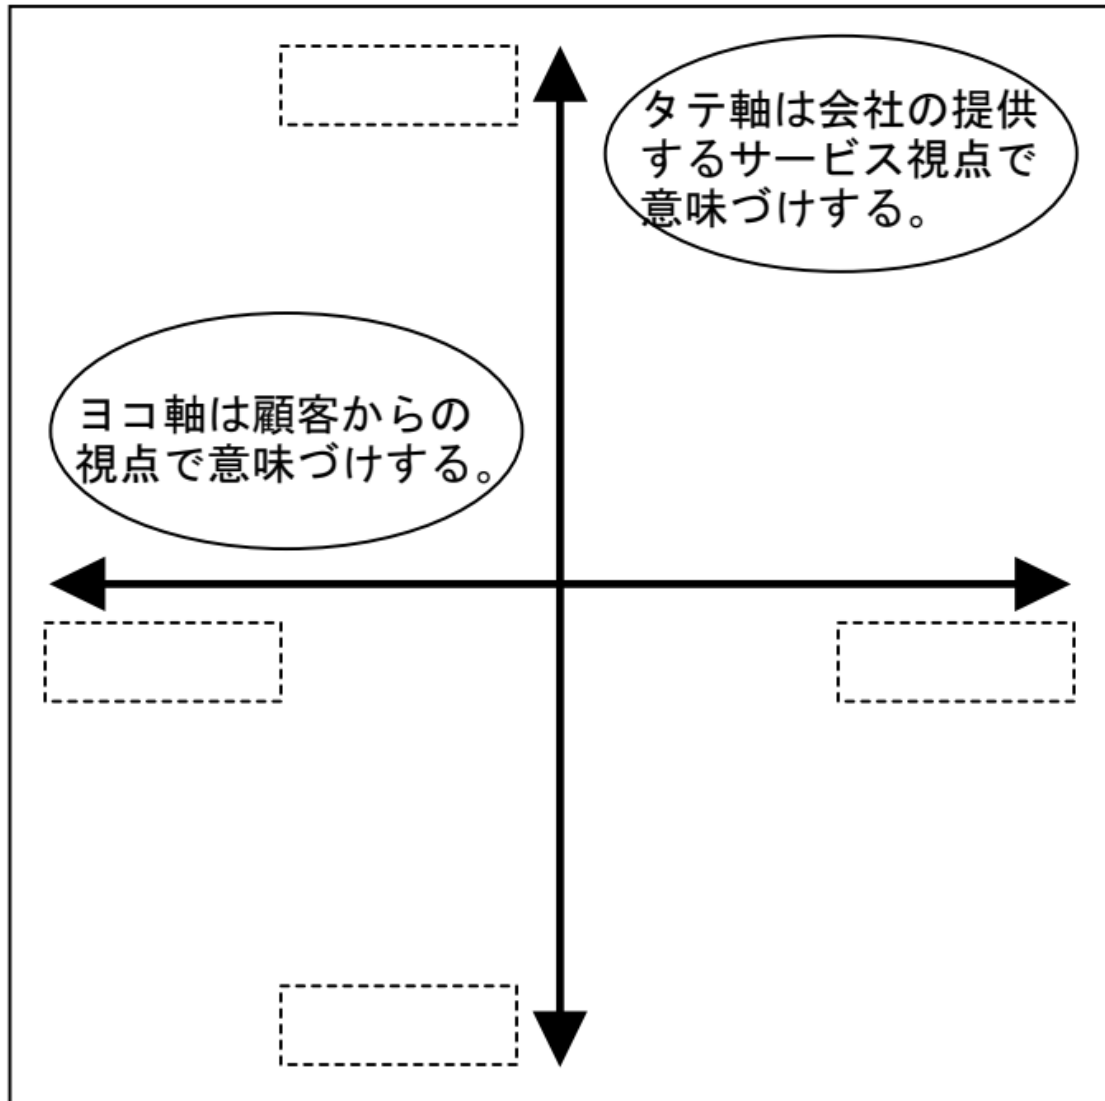 タテ軸は会社の提供
するサービス視点で
意味づけする。
ヨコ軸は顧客からの
視点で意味づけする。